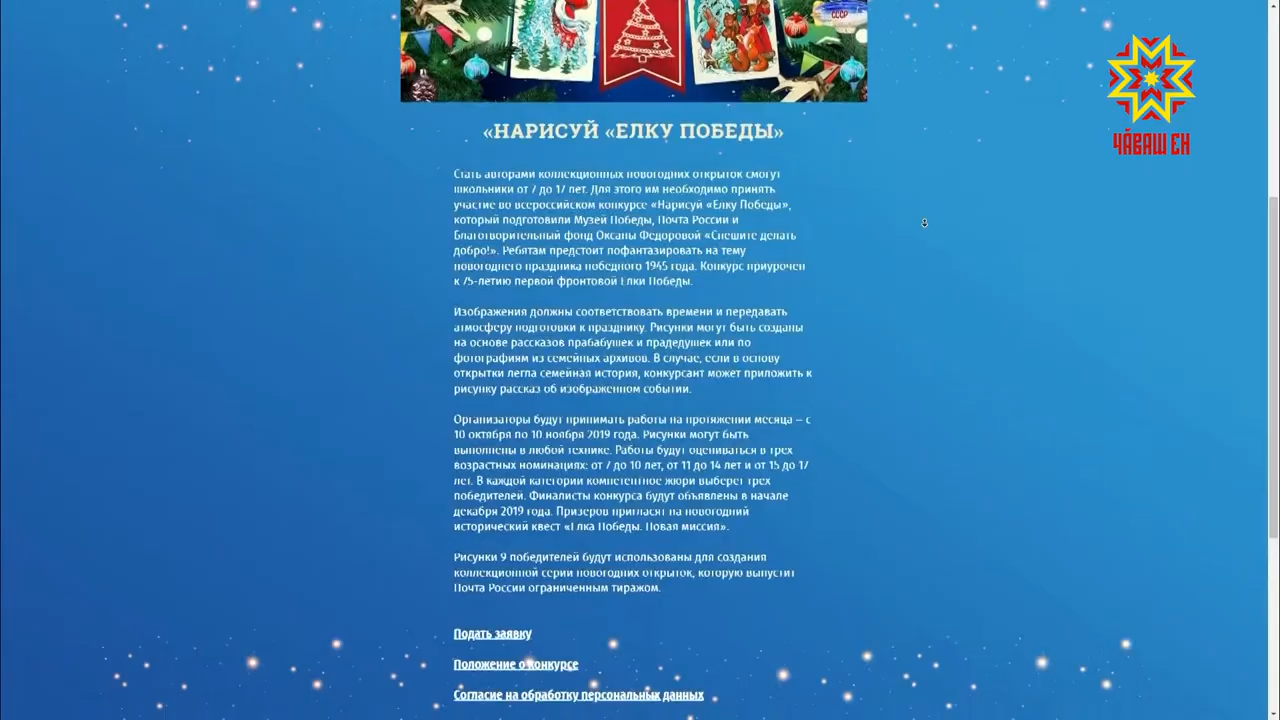 СССР
ЧӐВАШ ЕН
«НАРИСУЙ «ЕЛКУ ПОБЕДЫ»
Стать авторами коллекционных новогодних открыток смогут
школьники от 7 до 17 лет. Для этого им необходимо принять
участие во всероссийском конкурсе «Нарисуй «Елку Победы»,
который подготовили Музей Победы, Почта России и
Благотворительный фонд Оксаны Федоровой «Спешите делать
добро!». Ребятам предстоит пофантазировать на тему
новогоднего праздника победного 1945 года. Конкурс приурочен
к 75-летию первой фронтовой Елки Победы.
Изображения должны соответствовать времени и передавать
атмосферу подготовки к празднику. Рисунки могут быть созданы
на основе рассказов прабабушек и прадедушек или по
фотографиям из семейных архивов. В случае, если в основу
открытки легла семейная история, конкурсант может приложить к
рисунку рассказ об изображенном событии.
Организаторы будут принимать работы на протяжении месяца – с
10 октября по 10 ноября 2019 года. Рисунки могут быть
выполнены в любой технике. Работы будут оцениваться в трех
возрастных номинациях: от 7 до 10 лет, от 11 до 14 лет и от 15 до 17
лет. В каждой категории компетентное жюри выберет трех
победителей. Финалисты конкурса будут объявлены в начале
декабря 2019 года. Призеров пригласят на новогодний
исторический квест «Елка Победы. Новая миссия».
Рисунки 9 победителей будут использованы для создания
коллекционной серии новогодних открыток, которую выпустит
Почта России ограниченным тиражом.
Подать заявку
Положение о конкурсе
Согласие на обработку персональных данных